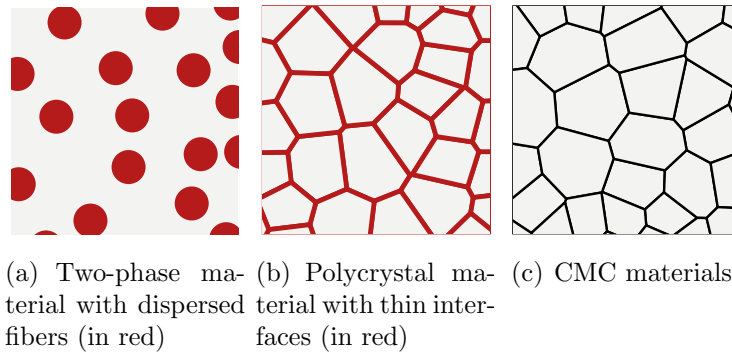 (a) Two-phase ma-
terial with dispersed
fibers (in red)
(b) Polycrystal ma-
terial with thin inter-
faces (in red)
(c) CMC materials